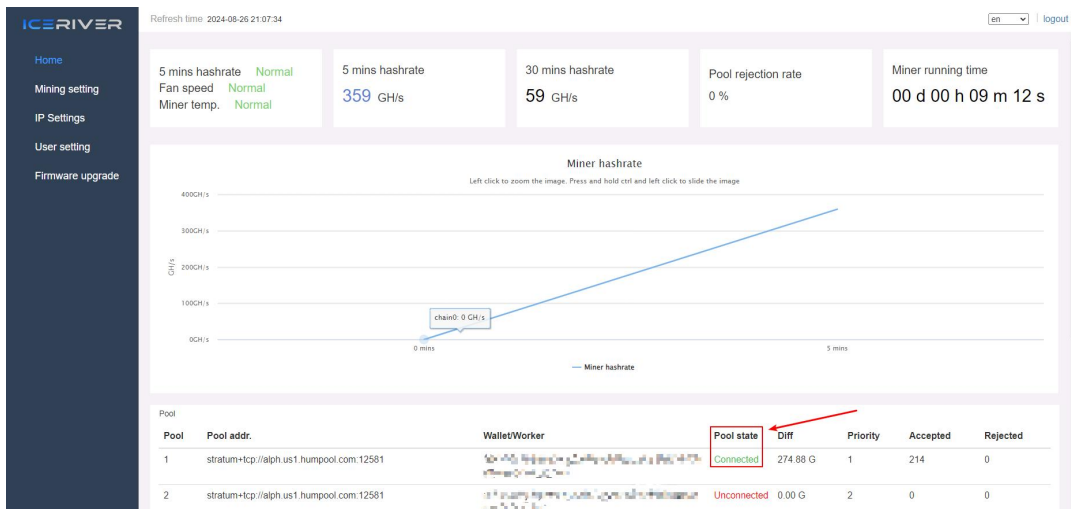 ICERIVER
Refresh time 2024-08-26 21:07:34
en
logout
Home
Mining setting
IP Settings
User setting
Firmware upgrade
5 mins hashrate Normal
Fan speed Normal
Miner temp. Normal
5 mins hashrate
359 GH/s
30 mins hashrate
59 GH/s
Pool rejection rate
0 %
Miner running time
00 d 00 h 09 m 12 s
Miner hashrate
Left click to zoom the image. Press and hold ctrl and left click to slide the image
400GH/s
300GH/s
200GH/s
100GH/s
0GH/s
GH/s
chain0: 0 GH/s
0 mins
5 mins
Miner hashrate
Pool
Pool Pool addr. Wallet/Worker Pool state Diff Priority Accepted Rejected
1 stratum+tcp://alph.us1.humpool.com:12581 Connected 274.88 G 1 214 0
2 stratum+tcp://alph.us1.humpool.com:12581 Unconnected 0.00 G 2 0 0